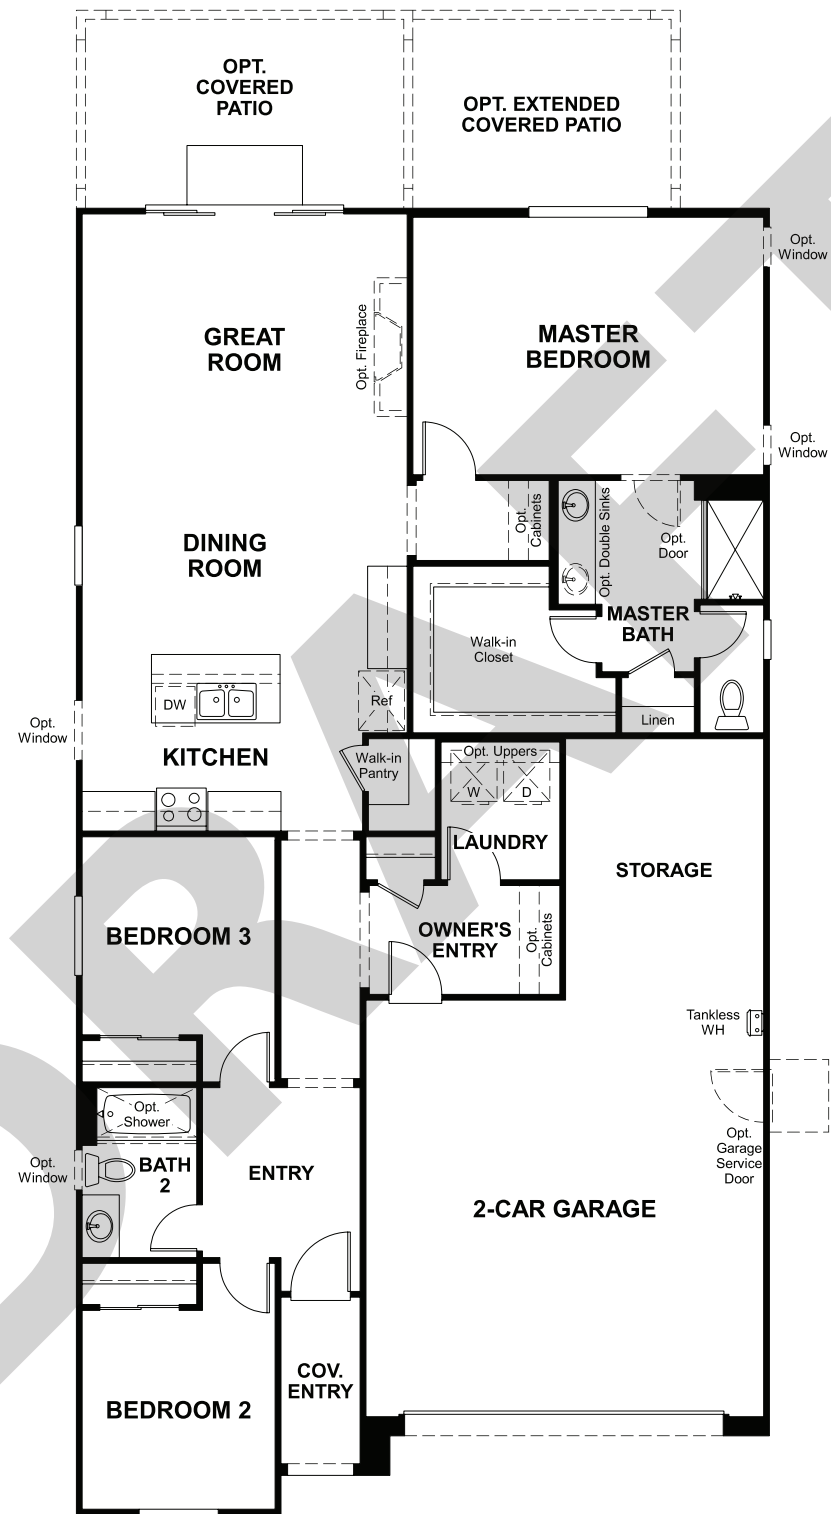 OPT.
COVERED
PATIO
OPT. EXTENDED
COVERED PATIO
Opt.
Window
GREAT
ROOM
Opt. Fireplace
MASTER
BEDROOM
Opt.
Window
DINING
ROOM
Opt.
Cabinets
Opt. Double Sinks
Opt.
Door
MASTER
BATH
Walk-in
Closet
DW
Ref
Linen
Opt.
Window
KITCHEN
Walk-in
Pantry
Opt. Uppers
W
D
LAUNDRY
STORAGE
BEDROOM 3
OWNER'S
ENTRY
Opt.
Cabinets
Tankless
WH
Opt.
Shower
Opt.
Garage
Service
Door
Opt.
Window
BATH
2
ENTRY
2-CAR GARAGE
COV.
ENTRY
BEDROOM 2
DRAFT